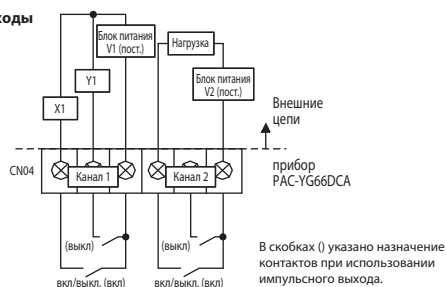 ходы
Блок питания
V1 (пост.)
Нагрузка
Y1
Блок питания
V2 (пост.)
X1
Внешние
цепи
CN04
Канал 1
Канал 2
прибор
PAC-YG66DCA
(выкл)
(выкл)
вкл/выкл. (вкл)
вкл/выкл. (вкл)
В скобках () указано назначение
контактов при использовании
импульсного выхода.